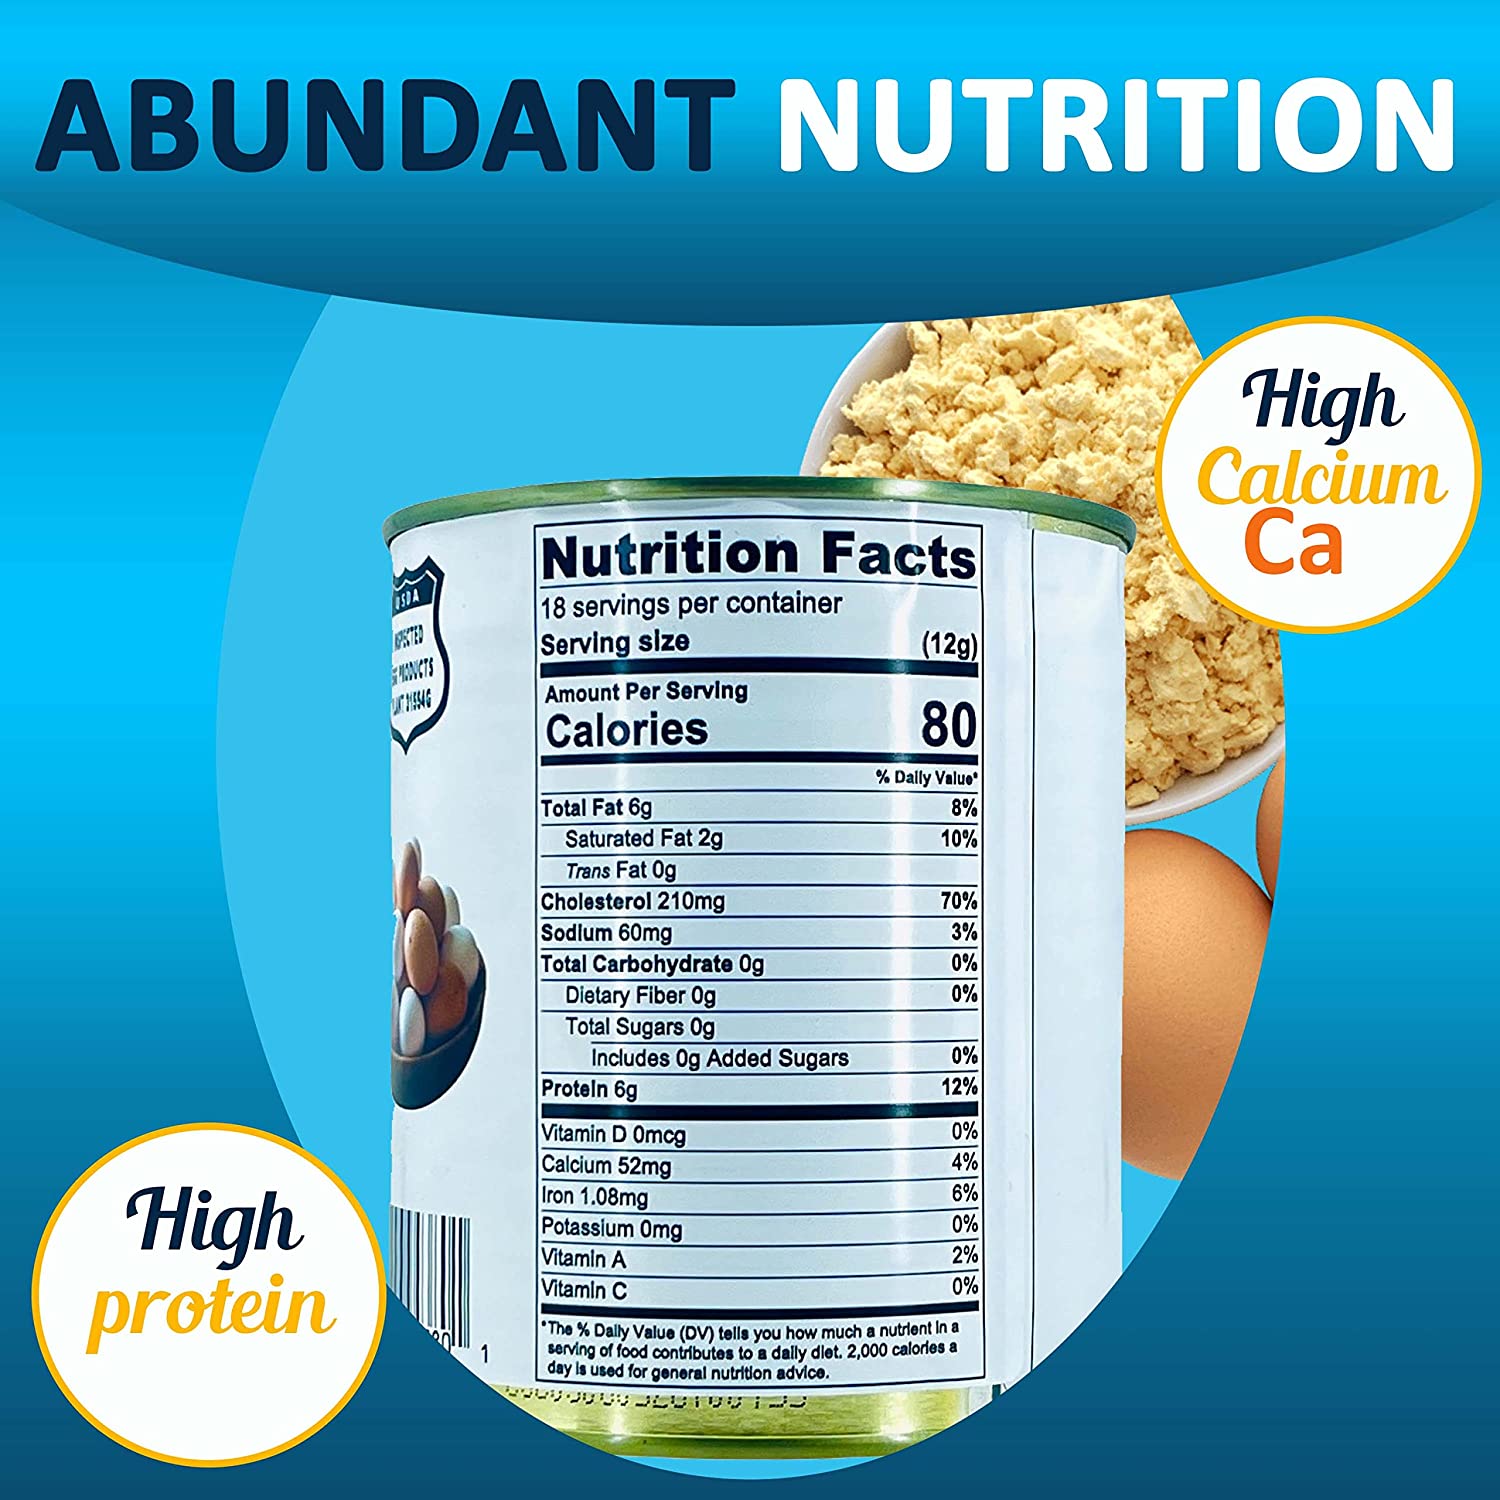 ABUNDANT NUTRITION
High
Calcium
Ca
USDA
INSPECTED
EGG PRODUCTS
PLANT 21554G
Nutrition Facts
18 servings per container
Serving size (12g)
Amount Per Serving
Calories 80
% Daily Value*
Total Fat 6g 8%
Saturated Fat 2g 10%
Trans Fat 0g
Cholesterol 210mg 70%
Sodium 60mg 3%
Total Carbohydrate 0g 0%
Dietary Fiber 0g 0%
Total Sugars 0g
Includes 0g Added Sugars 0%
Protein 6g 12%
Vitamin D 0mcg 0%
Calcium 52mg 4%
Iron 1.08mg 6%
Potassium 0mg 0%
Vitamin A 2%
Vitamin C 0%
*The % Daily Value (DV) tells you how much a nutrient in a
serving of food contributes to a daily diet. 2,000 calories a
day is used for general nutrition advice.
High
protein
1